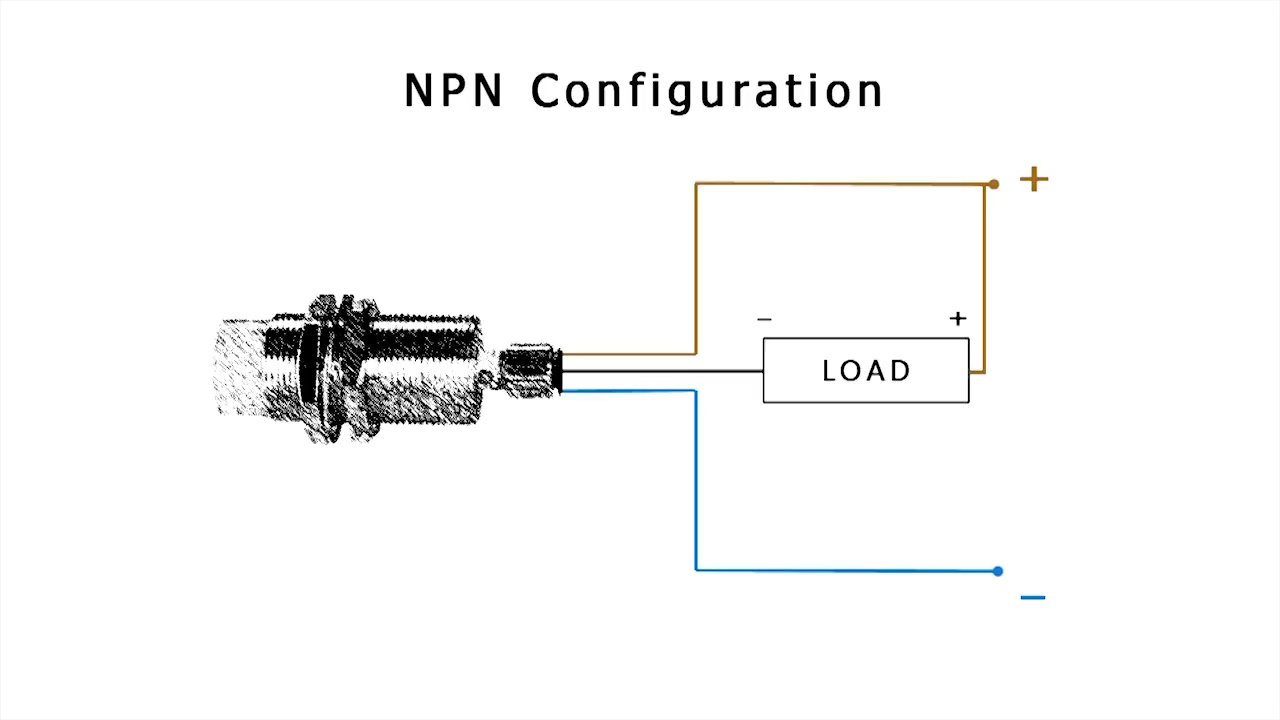 NPN Configuration
+
− +
LOAD
−